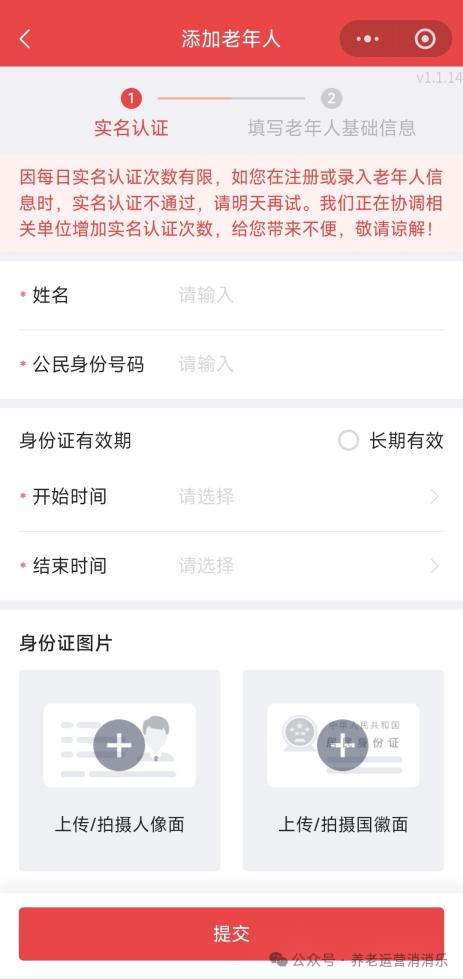 添加老年人
v1.1.14
1
2
实名认证
填写老年人基础信息
因每日实名认证次数有限，如您在注册或录入老年人信
息时，实名认证不通过，请明天再试。我们正在协调相
关单位增加实名认证次数，给您带来不便，敬请谅解！
* 姓名 请输入
* 公民身份号码 请输入
身份证有效期 长期有效
* 开始时间 请选择
* 结束时间 请选择
身份证图片
中华人民共和国
居民身份证
上传/拍摄人像面
上传/拍摄国徽面
提交
公众号·养老运营消消乐